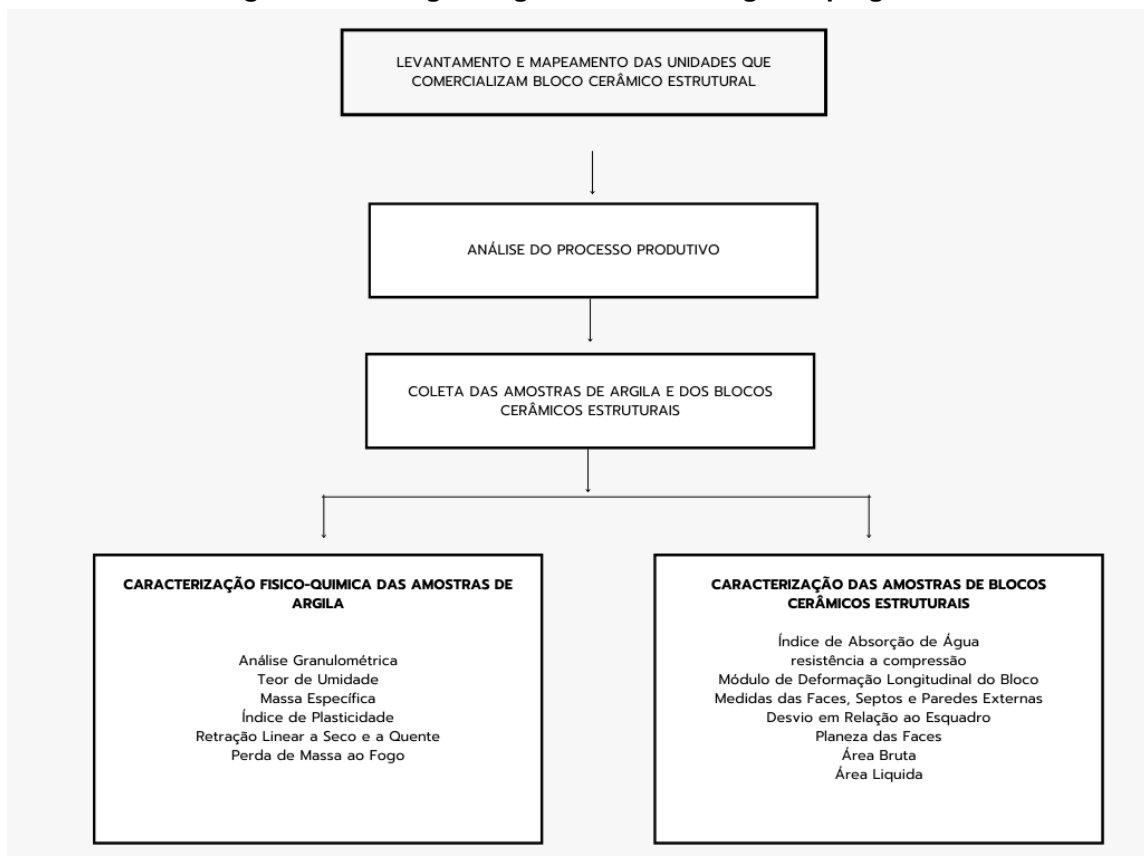 LEVANTAMENTO E MAPEAMENTO DAS UNIDADES QUE
COMERCIALIZAM BLOCO CERÂMICO ESTRUTURAL
ANÁLISE DO PROCESSO PRODUTIVO
COLETA DAS AMOSTRAS DE ARGILA E DOS BLOCOS
CERÂMICOS ESTRUTURAIS
CARACTERIZAÇÃO FISICO-QUIMICA DAS AMOSTRAS DE
ARGILA
Análise Granulométrica
Teor de Umidade
Massa Específica
Índice de Plasticidade
Retração Linear a Seco e a Quente
Perda de Massa ao Fogo
CARACTERIZAÇÃO DAS AMOSTRAS DE BLOCOS
CERÂMICOS ESTRUTURAIS
Índice de Absorção de Água
resistência a compressão
Módulo de Deformação Longitudinal do Bloco
Medidas das Faces, Septos e Paredes Externas
Desvio em Relação ao Esquadro
Planeza das Faces
Área Bruta
Área Liquida